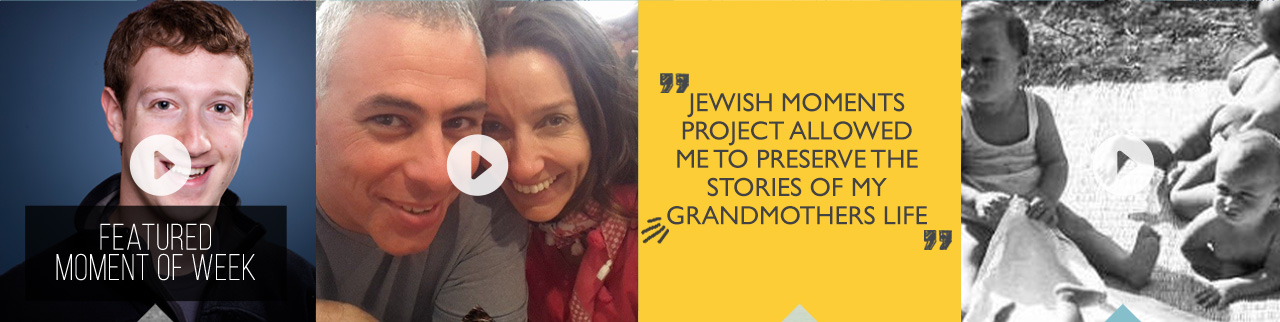 FEATURED
MOMENT OF WEEK
"JEWISH MOMENTS
PROJECT ALLOWED
ME TO PRESERVE THE
STORIES OF MY
GRANDMOTHERS LIFE"